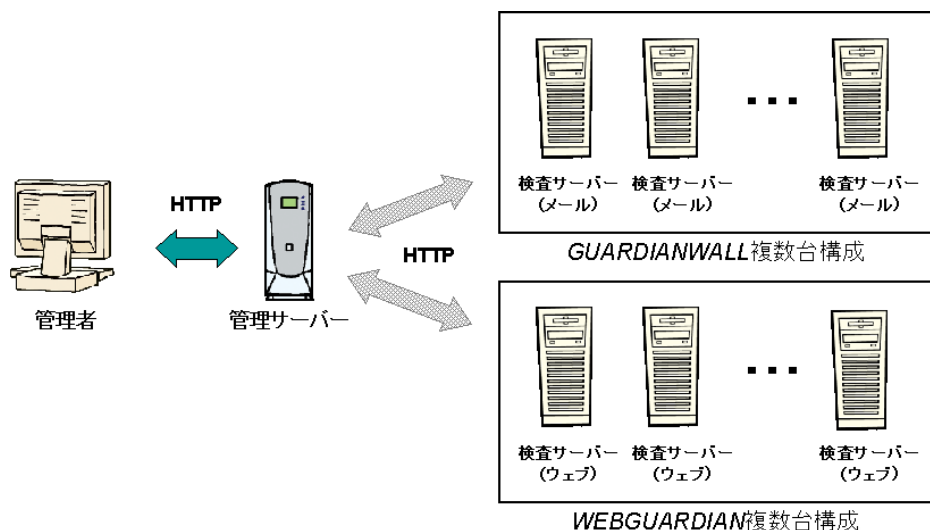 検査サーバー
(メール)
検査サーバー
(メール)
検査サーバー
(メール)
GUARDIANWALL複数台構成
HTTP
HTTP
管理者
管理サーバー
検査サーバー
(ウェブ)
検査サーバー
(ウェブ)
検査サーバー
(ウェブ)
WEBGUARDIAN複数台構成